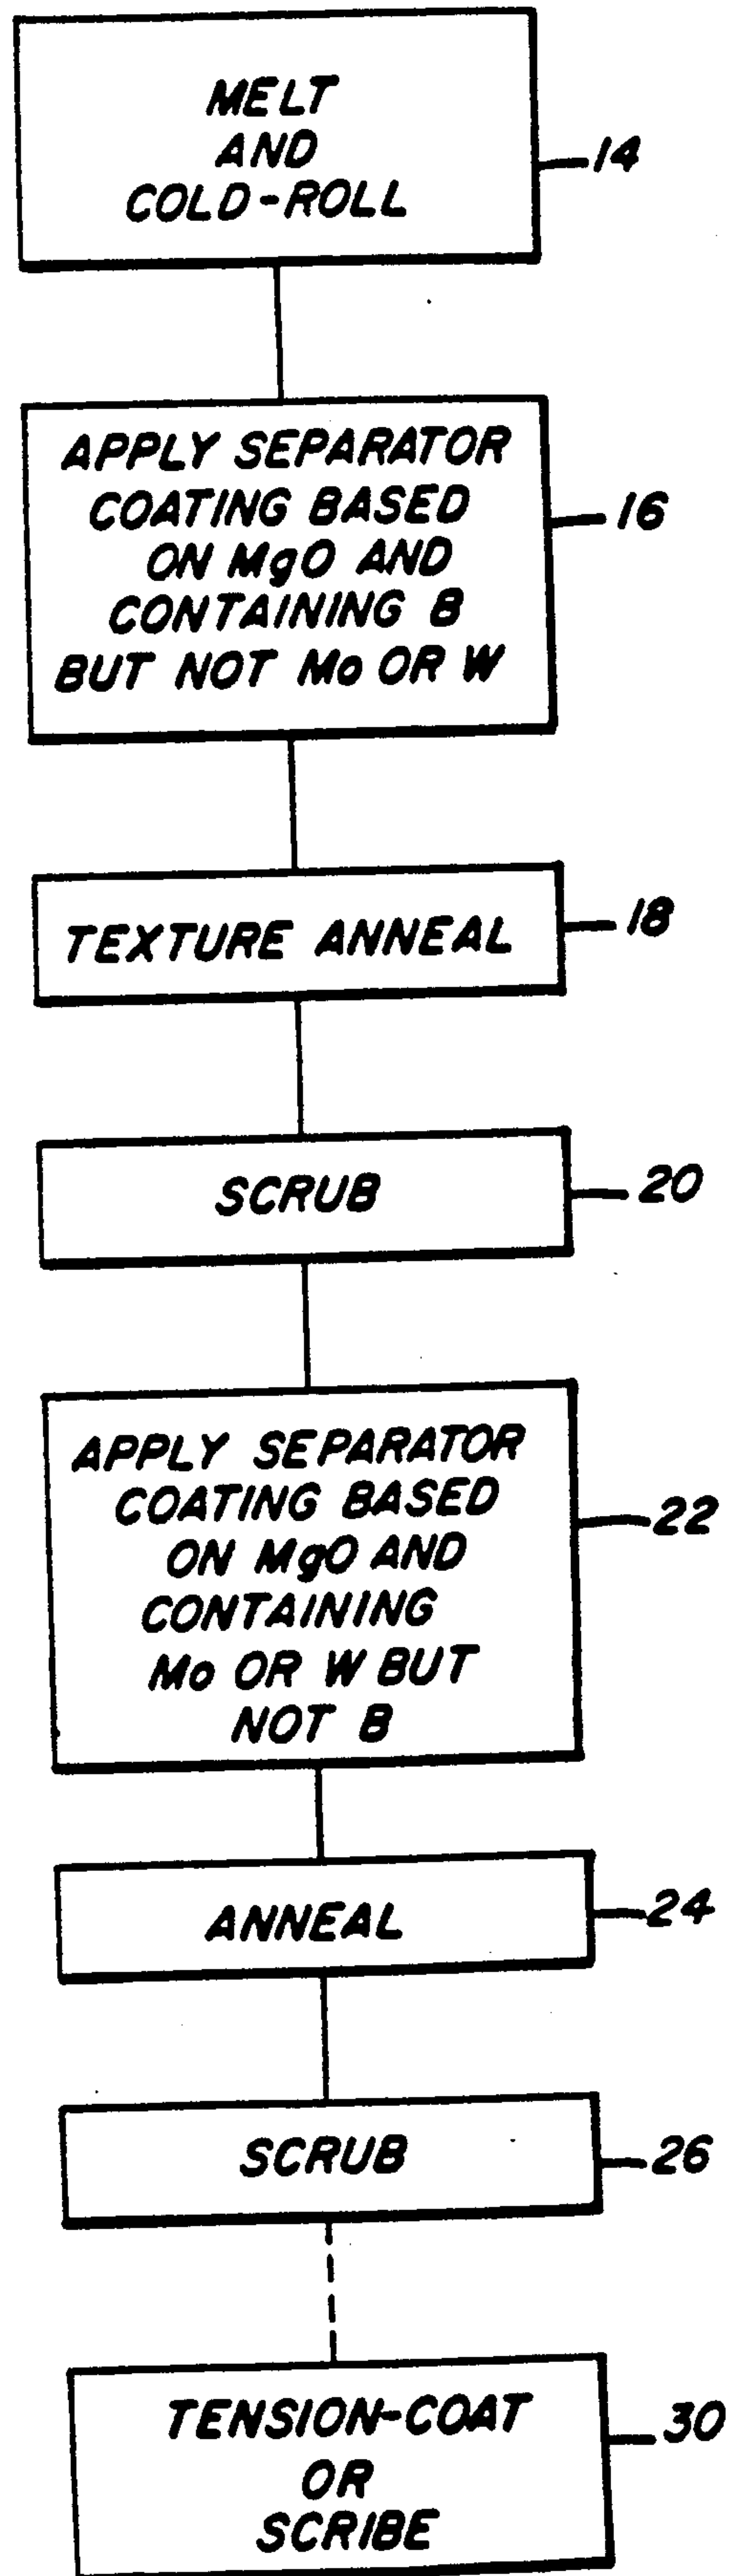 MELT
AND
COLD-ROLL
14
APPLY SEPARATOR
COATING BASED
ON MgO AND
CONTAINING B
BUT NOT Mo OR W
16
TEXTURE ANNEAL
18
SCRUB
20
APPLY SEPARATOR
COATING BASED
ON MgO AND
CONTAINING
Mo OR W BUT
NOT B
22
ANNEAL
24
SCRUB
26
TENSION-COAT
OR
SCRIBE
30